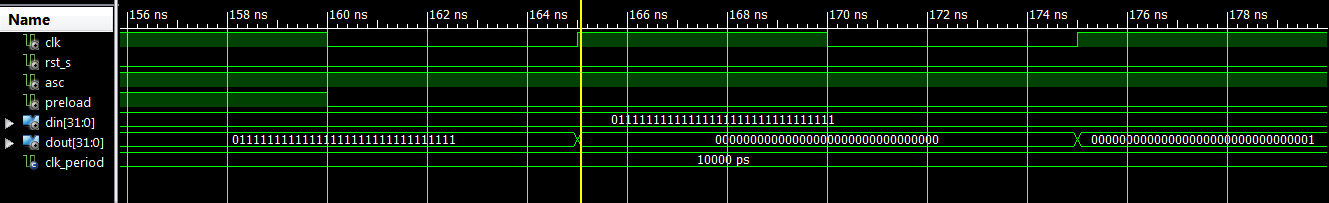 Name 156 ns 158 ns 160 ns 162 ns 164 ns 166 ns 168 ns 170 ns 172 ns 174 ns 176 ns 178 ns
clk
rst_s
asc
preload
din[31:0] 01111111111111111111111111111111
dout[31:0] 01111111111111111111111111111111 00000000000000000000000000000000 00000000000000000000000000000001
clk_period 10000 ps